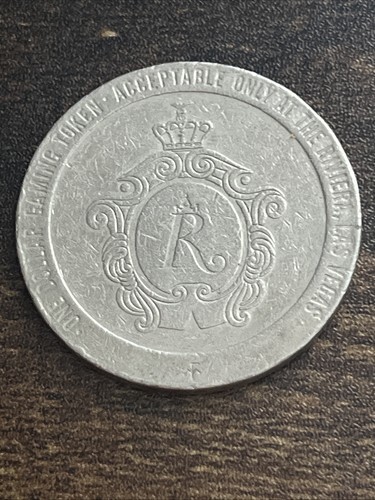 ONE DOLLAR GAMING TOKEN · ACCEPTABLE ONLY AT THE RIVIERA, LAS VEGAS ·
R